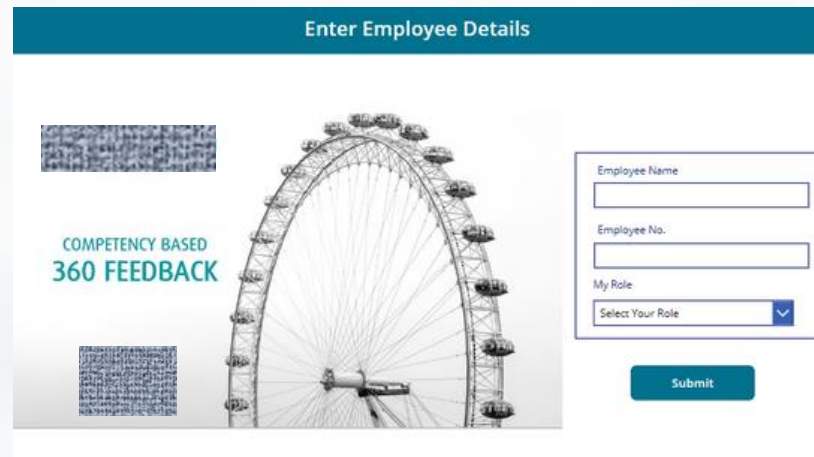 Enter Employee Details
COMPETENCY BASED
360 FEEDBACK
Employee Name
Employee No.
My Role
Select Your Role
Submit